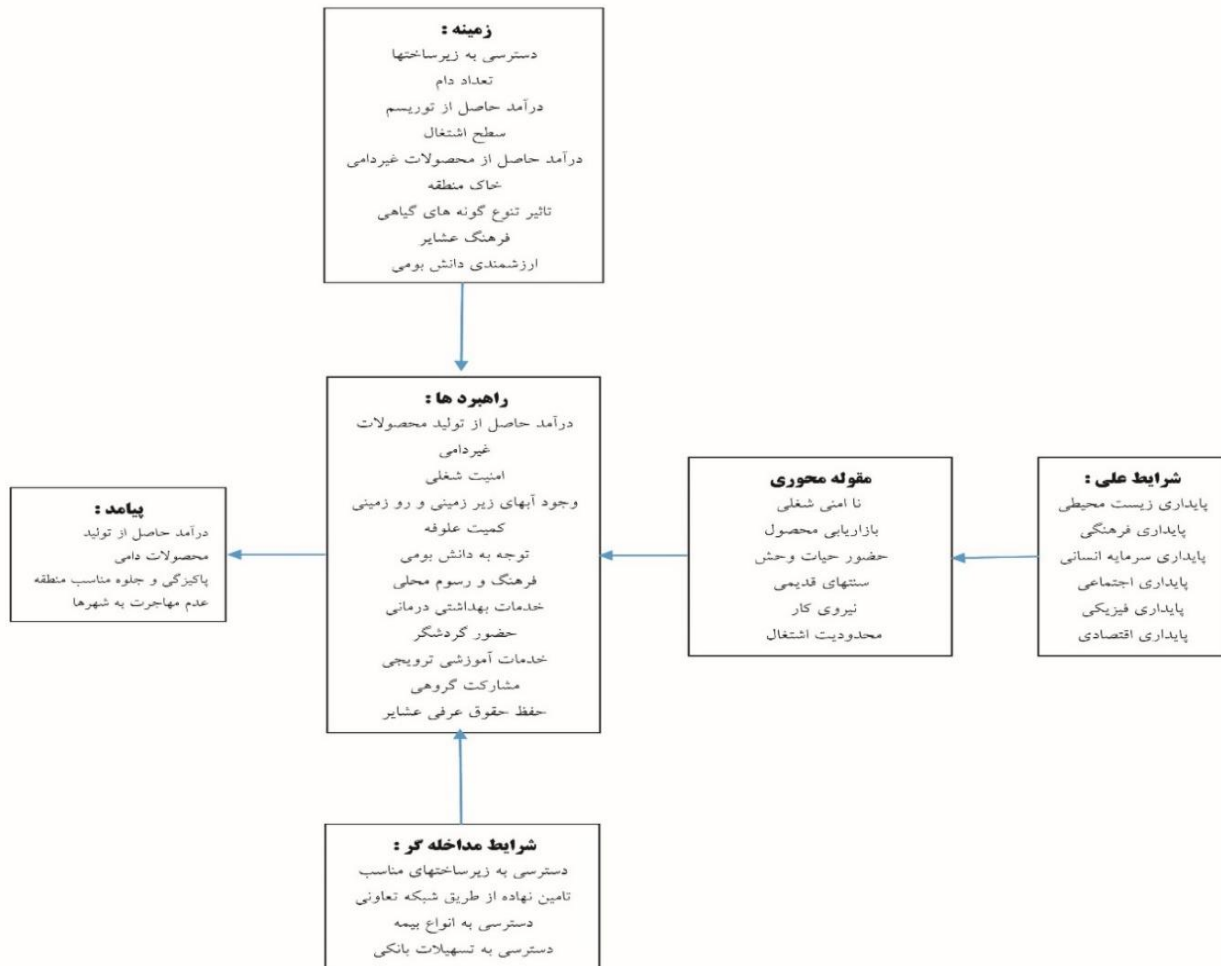 زمینه :
دسترسی به زیرساختها
تعداد دام
درآمد حاصل از توریسم
سطح اشتغال
درآمد حاصل از محصولات غیردامی
خاک منطقه
تاثیر تنوع گونه های گیاهی
فرهنگ عشایر
ارزشمندی دانش بومی
شرایط علی :
پایداری زیست محیطی
پایداری فرهنگی
پایداری سرمایه انسانی
پایداری اجتماعی
پایداری فیزیکی
پایداری اقتصادی
مقوله محوری
نا امنی شغلی
بازاریابی محصول
حضور حیات وحش
سنتهای قدیمی
نیروی کار
محدودیت اشتغال
راهبرد ها :
درآمد حاصل از تولید محصولات
غیردامی
امنیت شغلی
وجود آبهای زیر زمینی و رو زمینی
کمیت علوفه
توجه به دانش بومی
فرهنگ و رسوم محلی
خدمات بهداشتی درمانی
حضور گردشگر
خدمات آموزشی ترویجی
مشارکت گروهی
حفظ حقوق عرفی عشایر
پیامد :
درآمد حاصل از تولید
محصولات دامی
پاکیزگی و جلوه مناسب منطقه
عدم مهاجرت به شهرها
شرایط مداخله گر :
دسترسی به زیرساختهای مناسب
تامین نهاده از طریق شبکه تعاونی
دسترسی به انواع بیمه
دسترسی به تسهیلات بانکی